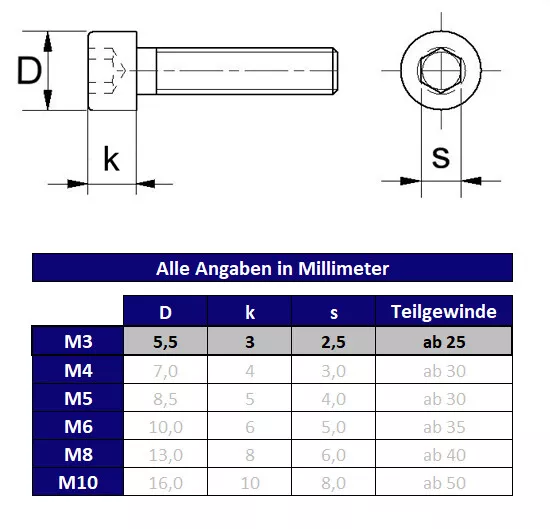 D
k
s
Alle Angaben in Millimeter
D k s Teilgewinde
M3 5,5 3 2,5 ab 25
M4 7,0 4 3,0 ab 30
M5 8,5 5 4,0 ab 30
M6 10,0 6 5,0 ab 35
M8 13,0 8 6,0 ab 40
M10 16,0 10 8,0 ab 50